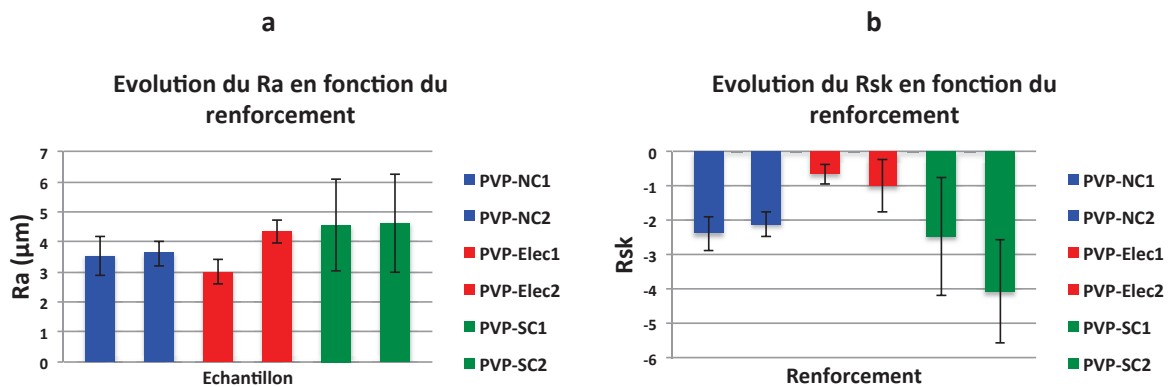 a
Evolution du Ra en fonction du
renforcement
7
6
5
4
3
2
1
0
Ra (μm)
Echantillon
PVP-NC1
PVP-NC2
PVP-Elec1
PVP-Elec2
PVP-SC1
PVP-SC2
b
Evolution du Rsk en fonction du
renforcement
0
-1
-2
-3
-4
-5
-6
Rsk
Renforcement
PVP-NC1
PVP-NC2
PVP-Elec1
PVP-Elec2
PVP-SC1
PVP-SC2